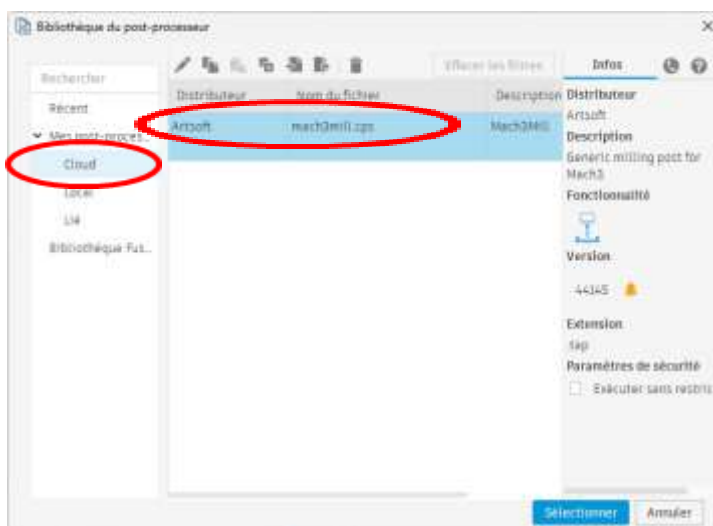 Bibliothèque du post-processeur
Rechercher
Effacer les filtres
Infos
Récent
Mes post-proces...
Cloud
Local
Lié
Bibliothèque Fus...
Distributeur
Nom du fichier
Description
Artsoft
mach3mill.cps
Mach3Mill
Distributeur
Artsoft
Description
Generic milling post for
Mach3
Fonctionnalité
Version
44145
Extension
tap
Paramètres de sécurité
Exécuter sans restric
Sélectionner
Annuler